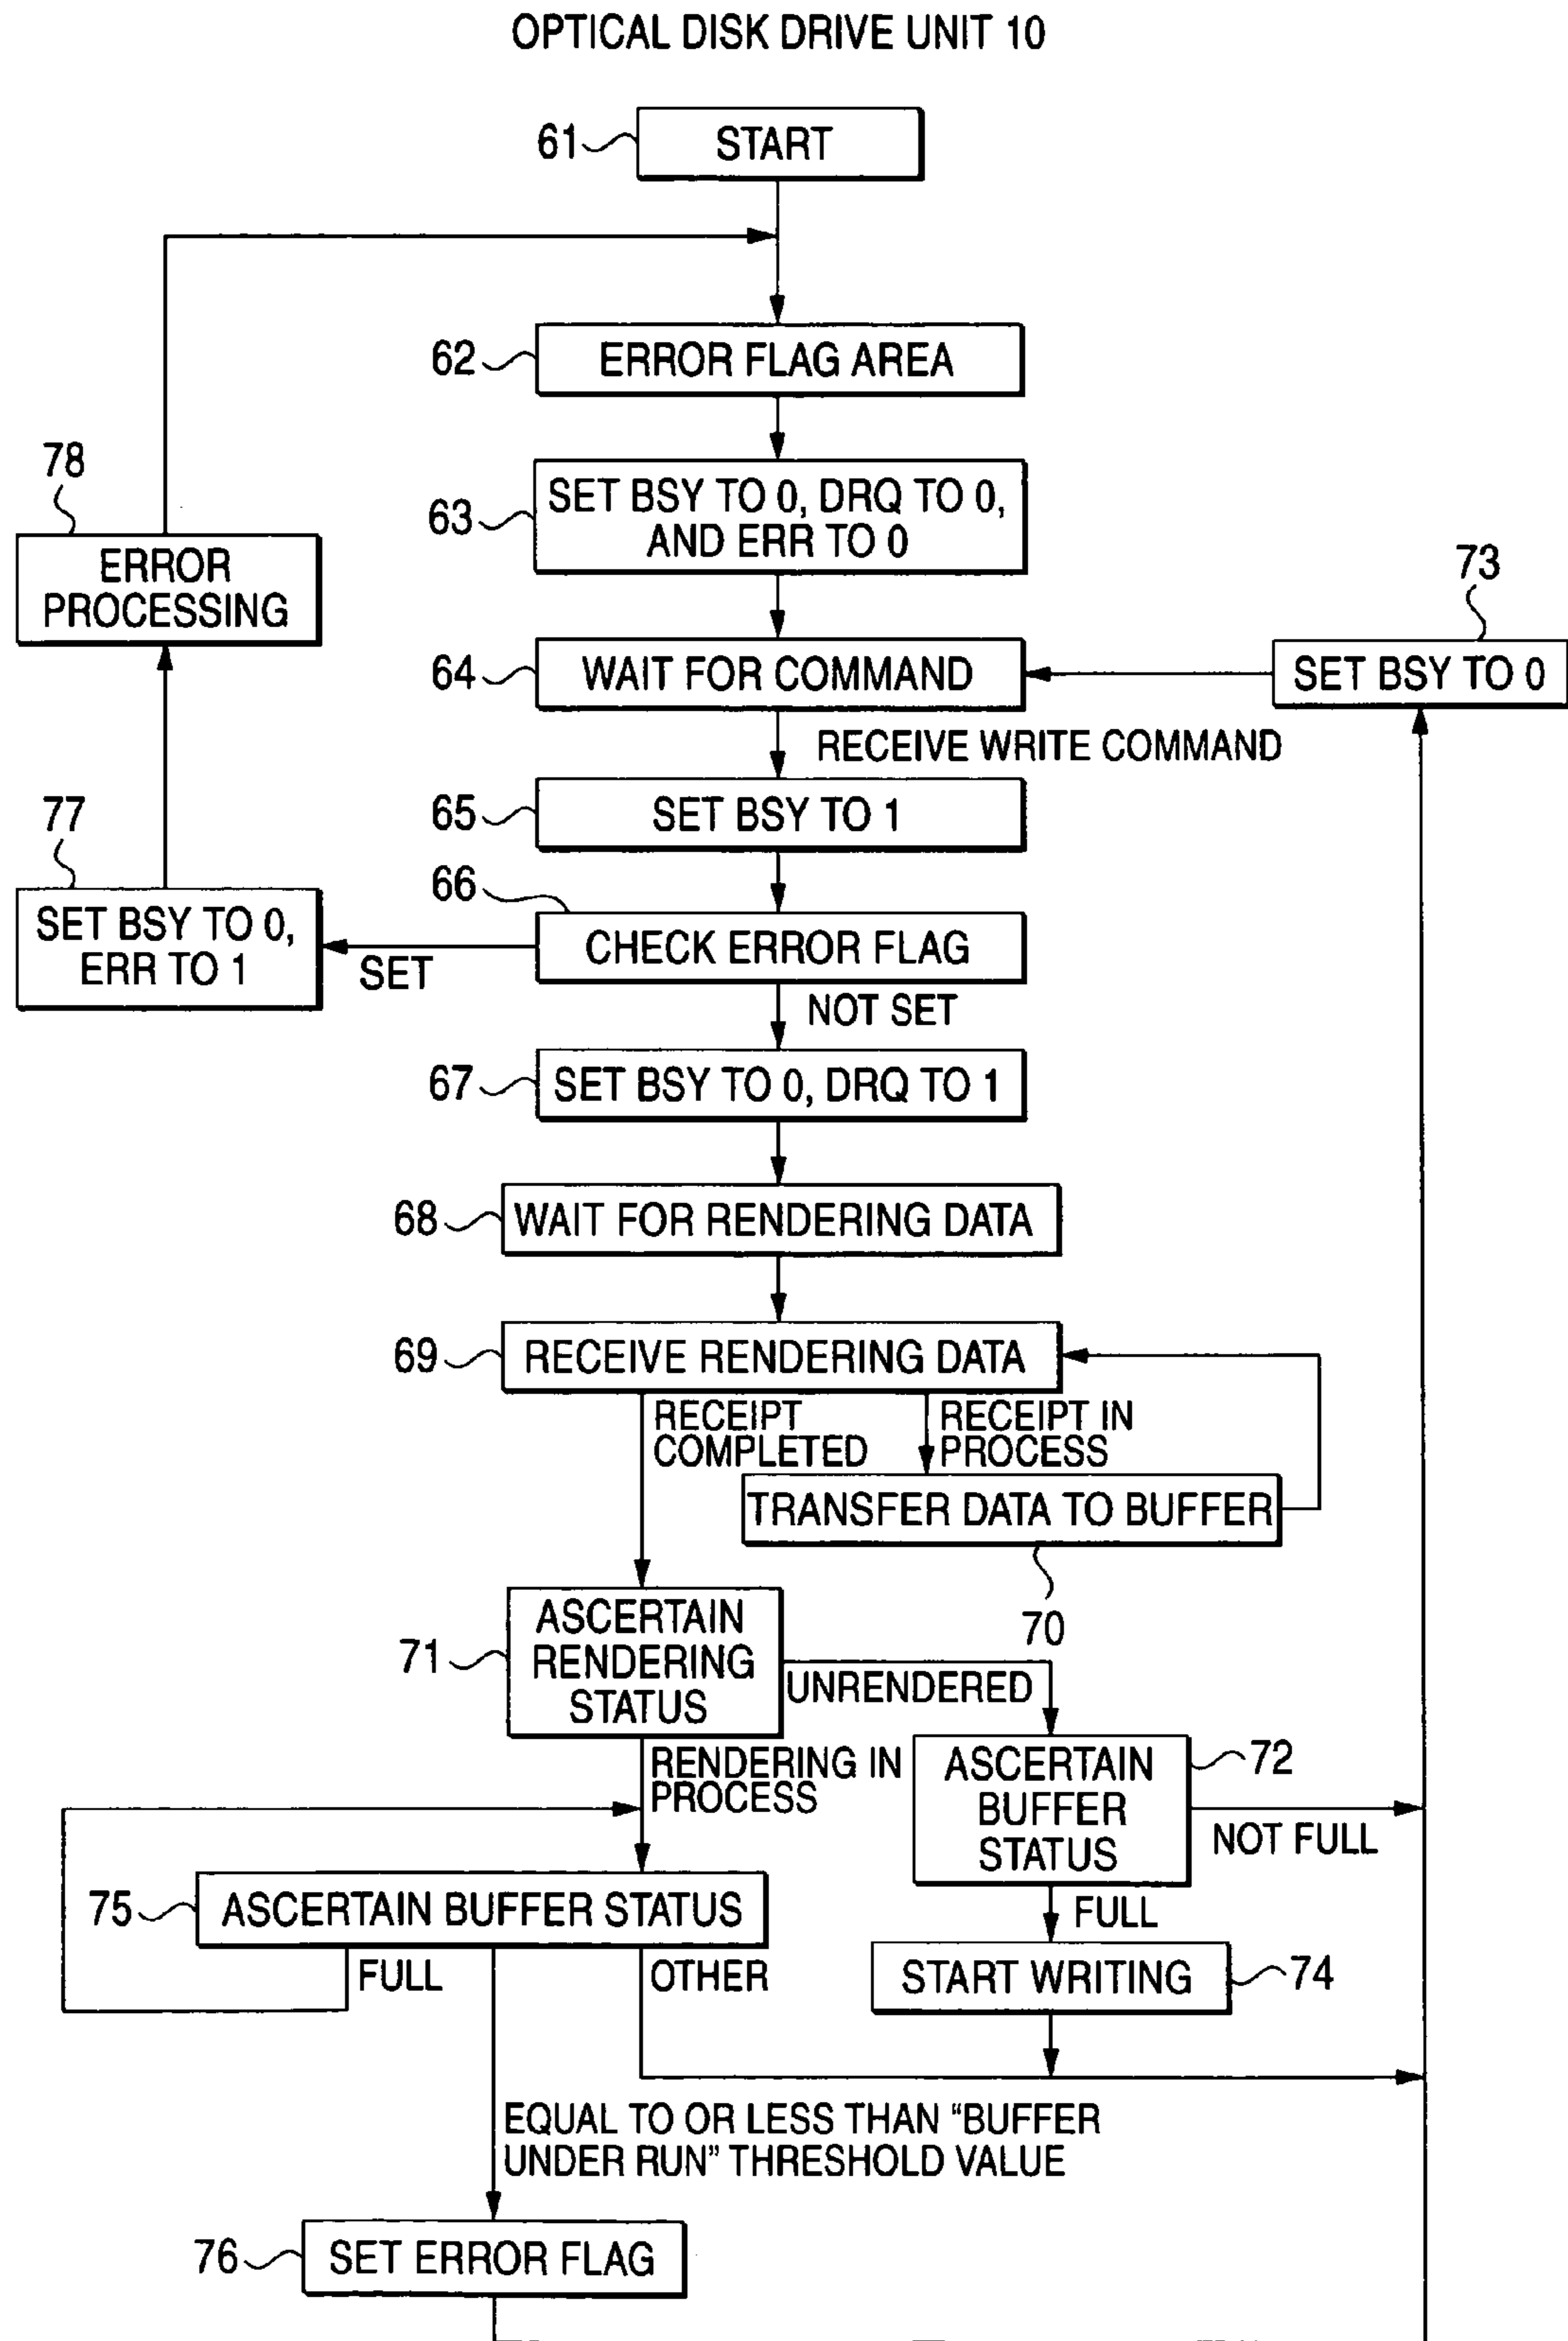 OPTICAL DISK DRIVE UNIT 10
61
START
62
ERROR FLAG AREA
78
63
SET BSY TO 0, DRQ TO 0,
AND ERR TO 0
ERROR
PROCESSING
73
64
WAIT FOR COMMAND
SET BSY TO 0
RECEIVE WRITE COMMAND
77
65
SET BSY TO 1
66
SET BSY TO 0,
ERR TO 1
SET
CHECK ERROR FLAG
NOT SET
67
SET BSY TO 0, DRQ TO 1
68
WAIT FOR RENDERING DATA
69
RECEIVE RENDERING DATA
RECEIPT
COMPLETED
RECEIPT IN
PROCESS
TRANSFER DATA TO BUFFER
70
71
ASCERTAIN
RENDERING
STATUS
UNRENDERED
RENDERING IN
PROCESS
72
ASCERTAIN
BUFFER
STATUS
NOT FULL
75
ASCERTAIN BUFFER STATUS
FULL
FULL
OTHER
START WRITING
74
EQUAL TO OR LESS THAN “BUFFER
UNDER RUN” THRESHOLD VALUE
76
SET ERROR FLAG